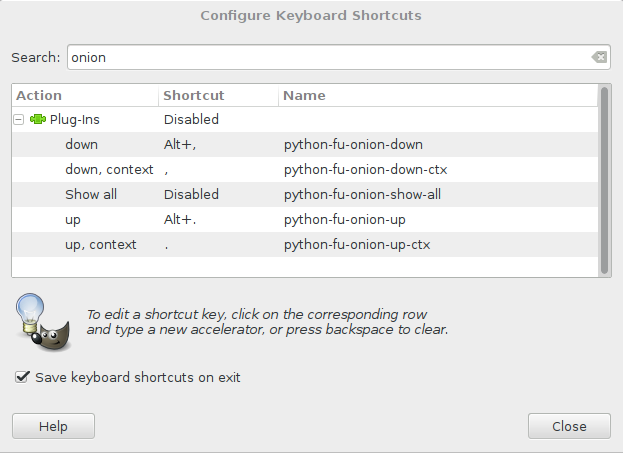 Configure Keyboard Shortcuts
Search: onion
Action Shortcut Name
Plug-Ins Disabled
down Alt+, python-fu-onion-down
down, context , python-fu-onion-down-ctx
Show all Disabled python-fu-onion-show-all
up Alt+. python-fu-onion-up
up, context . python-fu-onion-up-ctx
To edit a shortcut key, click on the corresponding row
and type a new accelerator, or press backspace to clear.
Save keyboard shortcuts on exit
Help Close